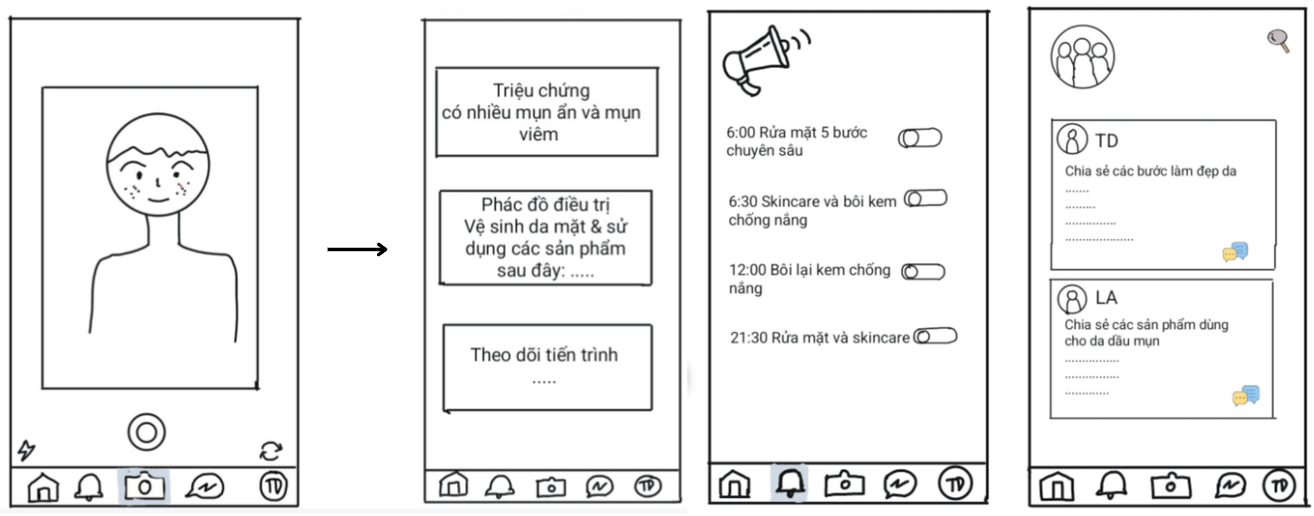 Triệu chứng
có nhiều mụn ẩn và mụn
viêm
Phác đồ điều trị
Vệ sinh da mặt & sử
dụng các sản phẩm
sau đây: .....
Theo dõi tiến trình
.....
TD
TD
6:00 Rửa mặt 5 bước
chuyên sâu
6:30 Skincare và bôi kem
chống nắng
12:00 Bôi lại kem chống
nắng
21:30 Rửa mặt và skincare
TD
TD
Chia sẻ các bước làm đẹp da
.......
.........
...............
....................
LA
Chia sẻ các sản phẩm dùng
cho da dầu mụn
................
................
.............
TD